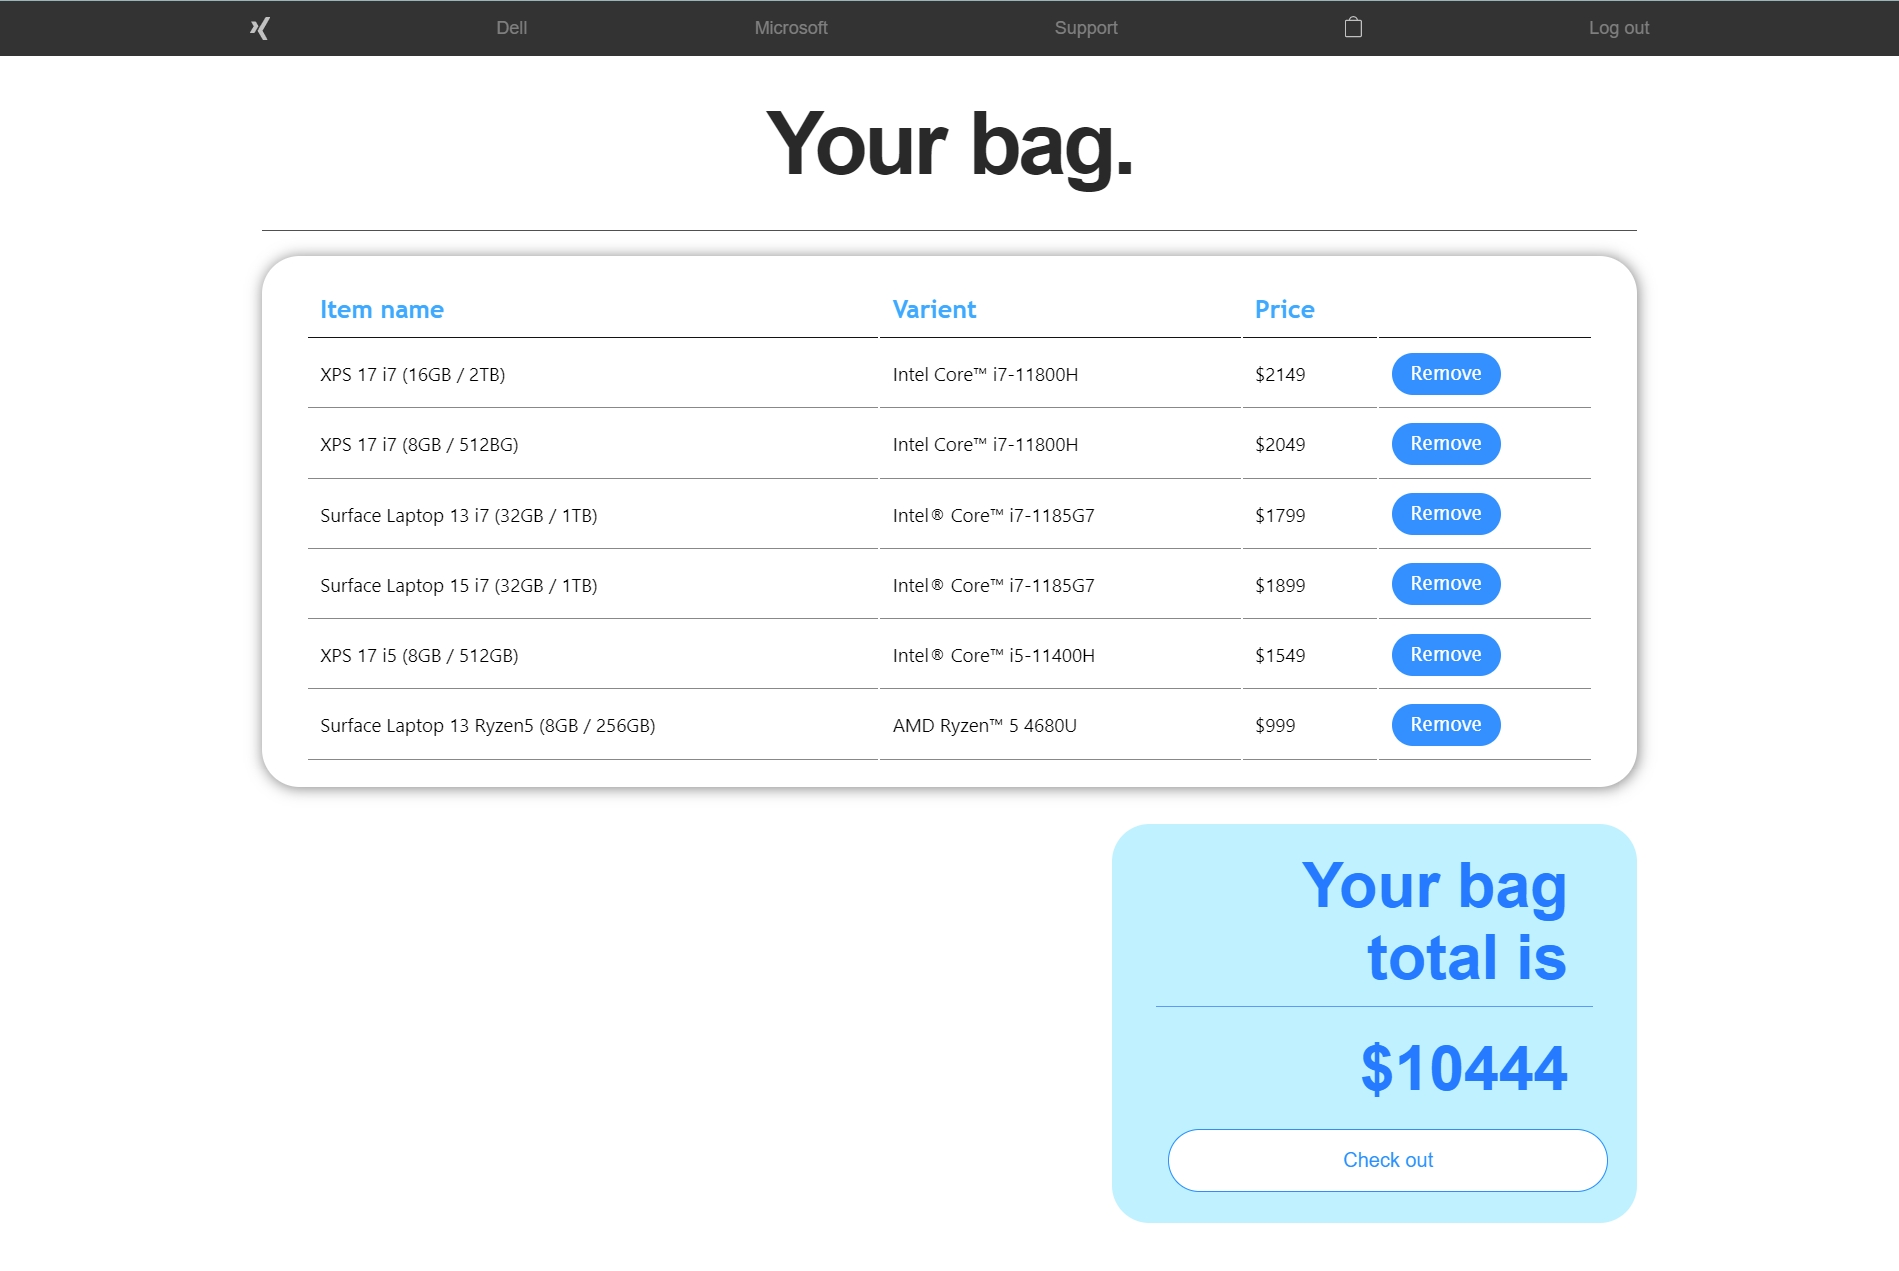 Dell Microsoft Support Log out
Your bag.
Item name Varient Price
XPS 17 i7 (16GB / 2TB) Intel Core™ i7-11800H $2149 Remove
XPS 17 i7 (8GB / 512BG) Intel Core™ i7-11800H $2049 Remove
Surface Laptop 13 i7 (32GB / 1TB) Intel® Core™ i7-1185G7 $1799 Remove
Surface Laptop 15 i7 (32GB / 1TB) Intel® Core™ i7-1185G7 $1899 Remove
XPS 17 i5 (8GB / 512GB) Intel® Core™ i5-11400H $1549 Remove
Surface Laptop 13 Ryzen5 (8GB / 256GB) AMD Ryzen™ 5 4680U $999 Remove
Your bag
total is
$10444
Check out